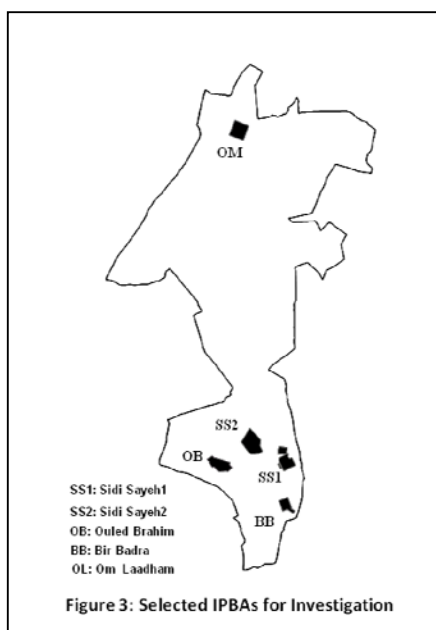 OM
SS2
OB
SS1
BB
SS1: Sidi Sayeh1
SS2: Sidi Sayeh2
OB: Ouled Brahim
BB: Bir Badra
OL: Om Laadham
Figure 3: Selected IPBAs for Investigation